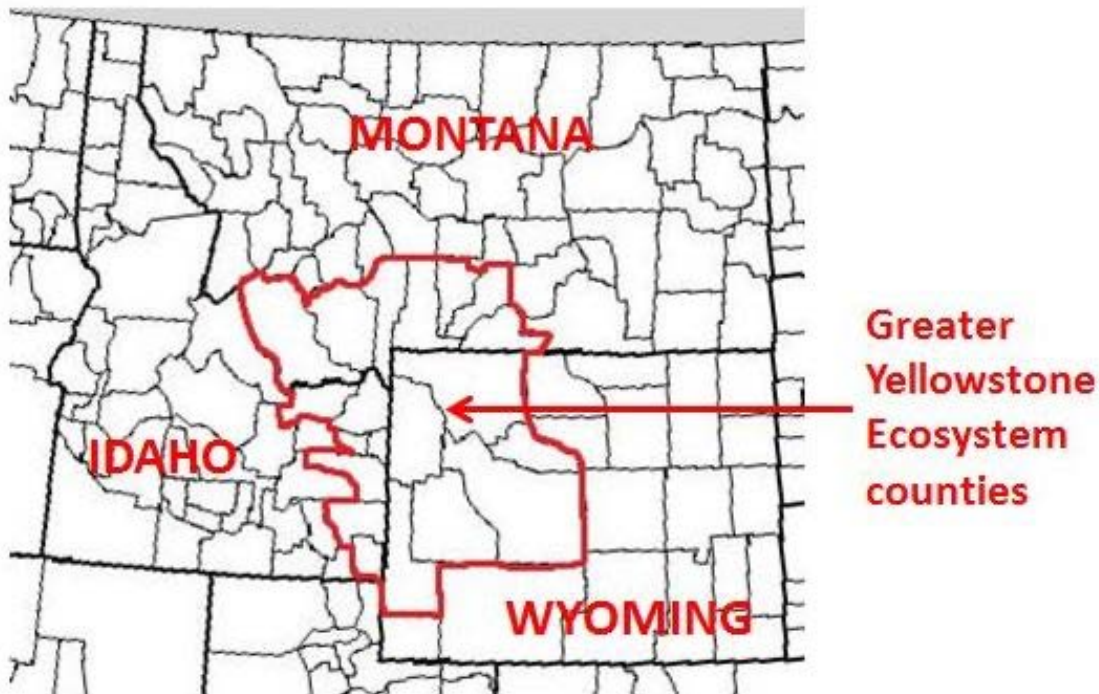 MONTANA
Greater
Yellowstone
Ecosystem
counties
IDAHO
WYOMING